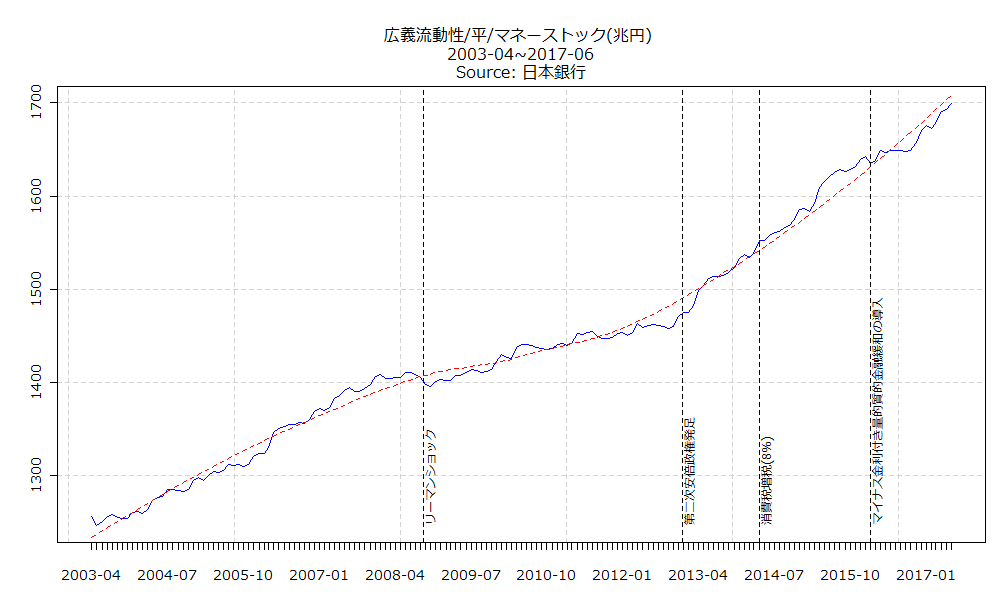 広義流動性/平/マネーストック(兆円)
2003-04~2017-06
Source: 日本銀行
1700
1600
1500
1400
1300
リーマンショック
第二次安倍政権発足
消費税増税(8%)
マイナス金利付き量的質的金融緩和の導入
2003-04 2004-07 2005-10 2007-01 2008-04 2009-07 2010-10 2012-01 2013-04 2014-07 2015-10 2017-01